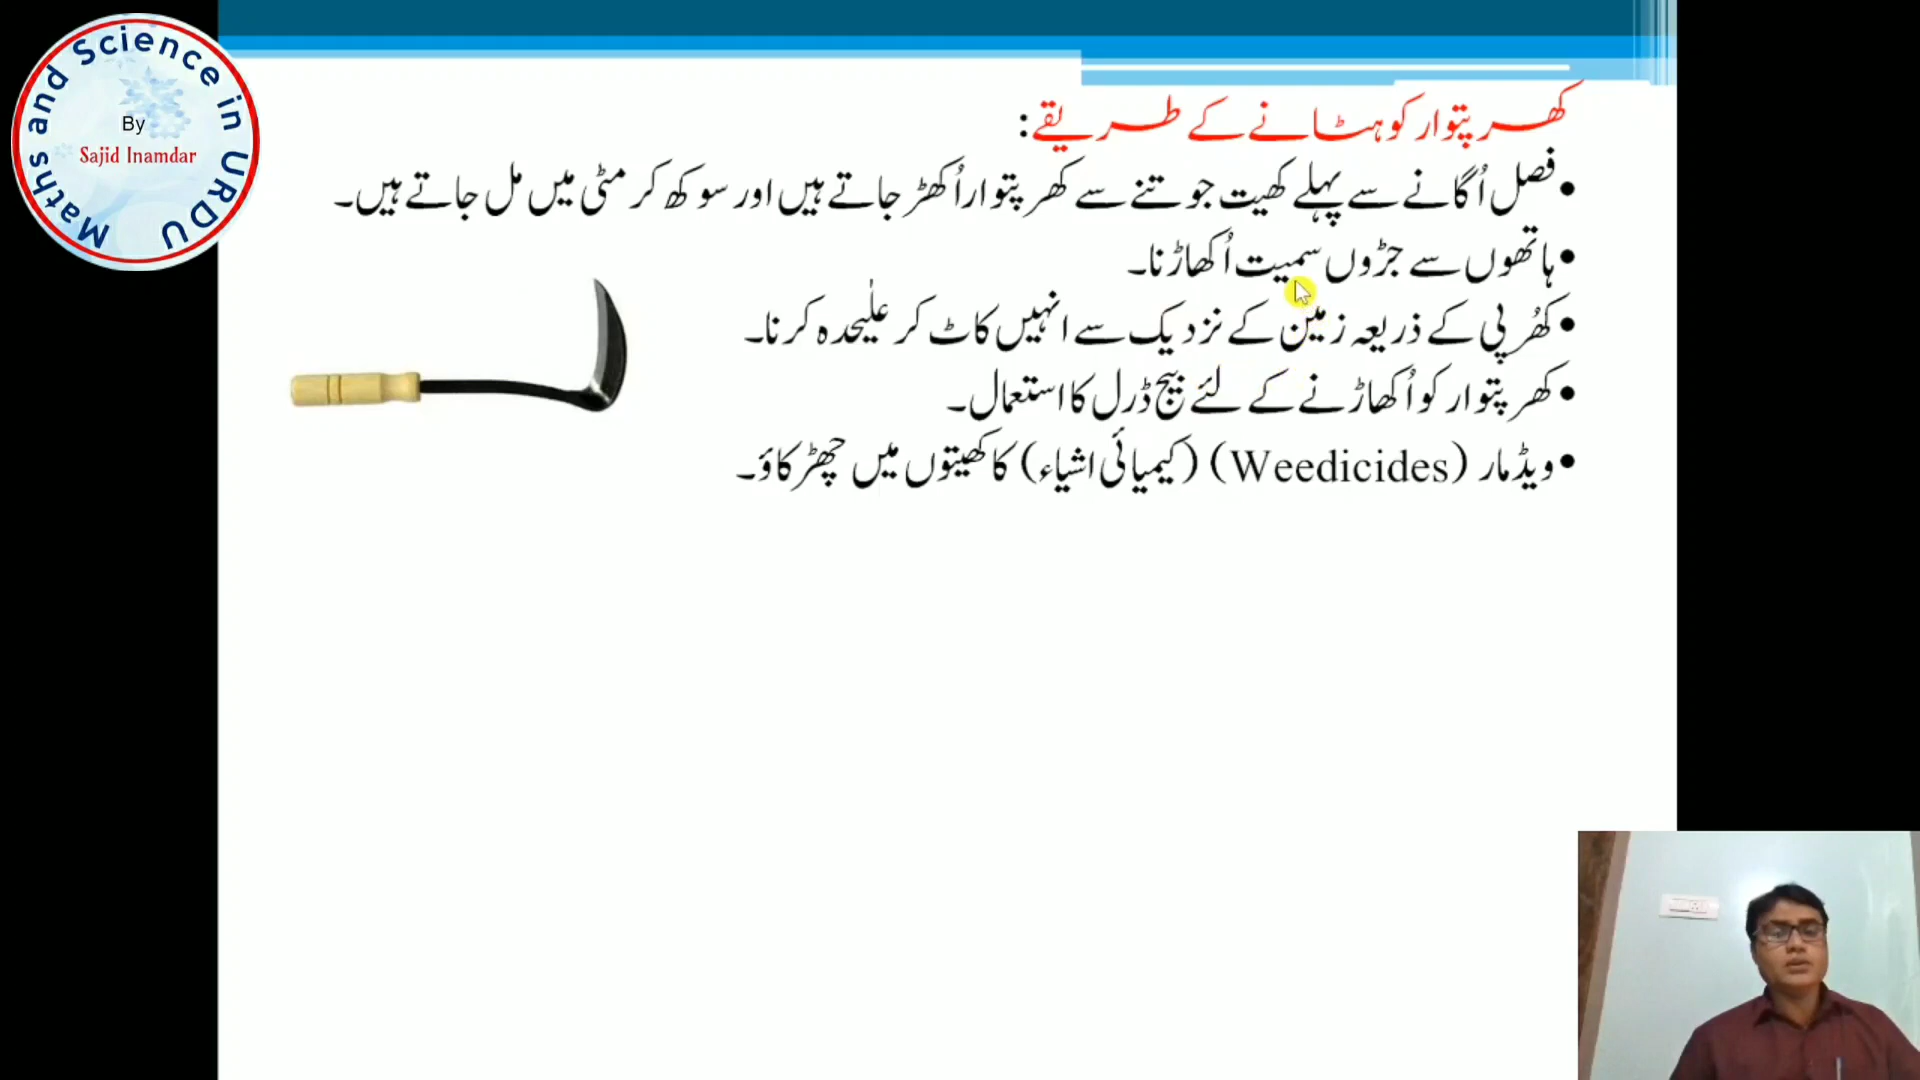 Maths and Science in URDU
By
Sajid Inamdar
کھرپتوار کو ہٹانے کے طریقے:
• فصل اُگانے سے پہلے کھیت جوتنے سے کھرپتوار اُکھڑ جاتے ہیں اور سوکھ کر مٹی میں مل جاتے ہیں۔
• ہاتھوں سے جڑوں سمیت اُکھاڑنا۔
• کھُرپی کے ذریعہ زمین کے نزدیک سے انہیں کاٹ کر علیٰحدہ کرنا۔
• کھرپتوار کو اُکھاڑنے کے لئے بیج ڈرل کا استعمال۔
• ویڈمار (Weedicides) (کیمیائی اشیاء) کا کھیتوں میں چھڑکاؤ۔